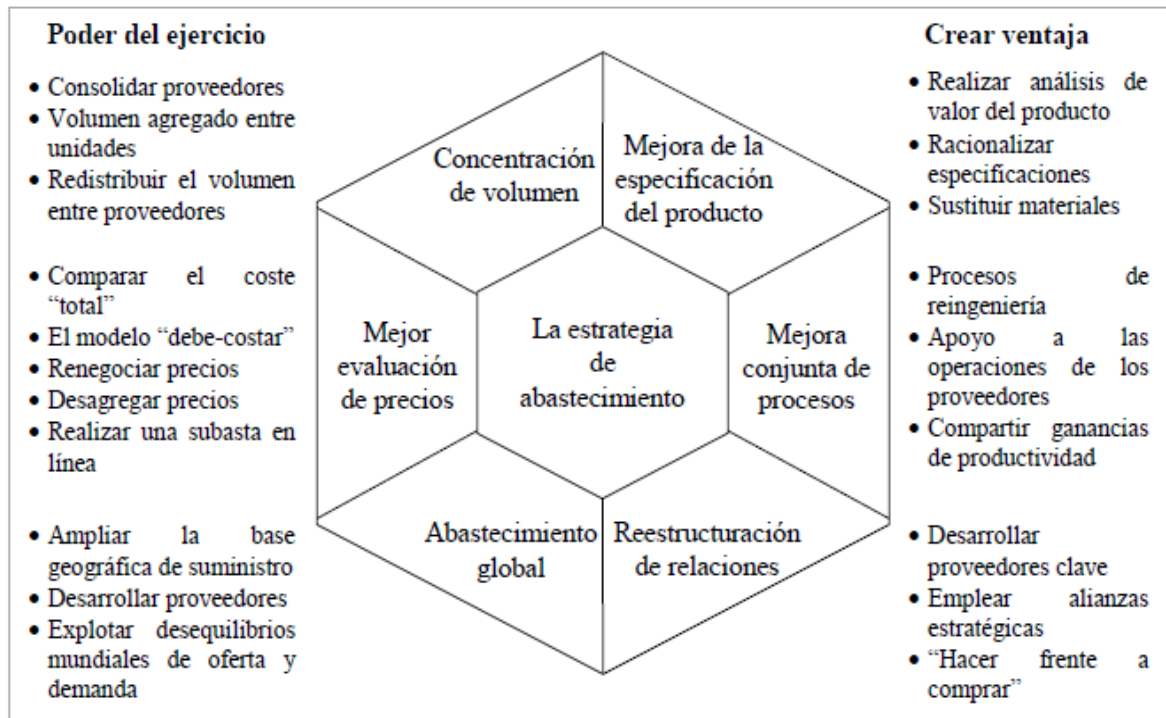 Poder del ejercicio
• Consolidar proveedores
• Volumen agregado entre
unidades
• Redistribuir el volumen
entre proveedores
• Comparar el coste
“total”
• El modelo “debe-costar”
• Renegociar precios
• Desagregar precios
• Realizar una subasta en
línea
• Ampliar la base
geográfica de suministro
• Desarrollar proveedores
• Explotar desequilibrios
mundiales de oferta y
demanda
Concentración
de volumen
Mejora de la
especificación
del producto
Mejor
evaluación
de precios
La estrategia
de
abastecimiento
Mejora
conjunta de
procesos
Abastecimiento
global
Reestructuración
de relaciones
Crear ventaja
• Realizar análisis de
valor del producto
• Racionalizar
especificaciones
• Sustituir materiales
• Procesos de
reingeniería
• Apoyo a las
operaciones de los
proveedores
• Compartir ganancias
de productividad
• Desarrollar
proveedores clave
• Emplear alianzas
estratégicas
• “Hacer frente a
comprar”